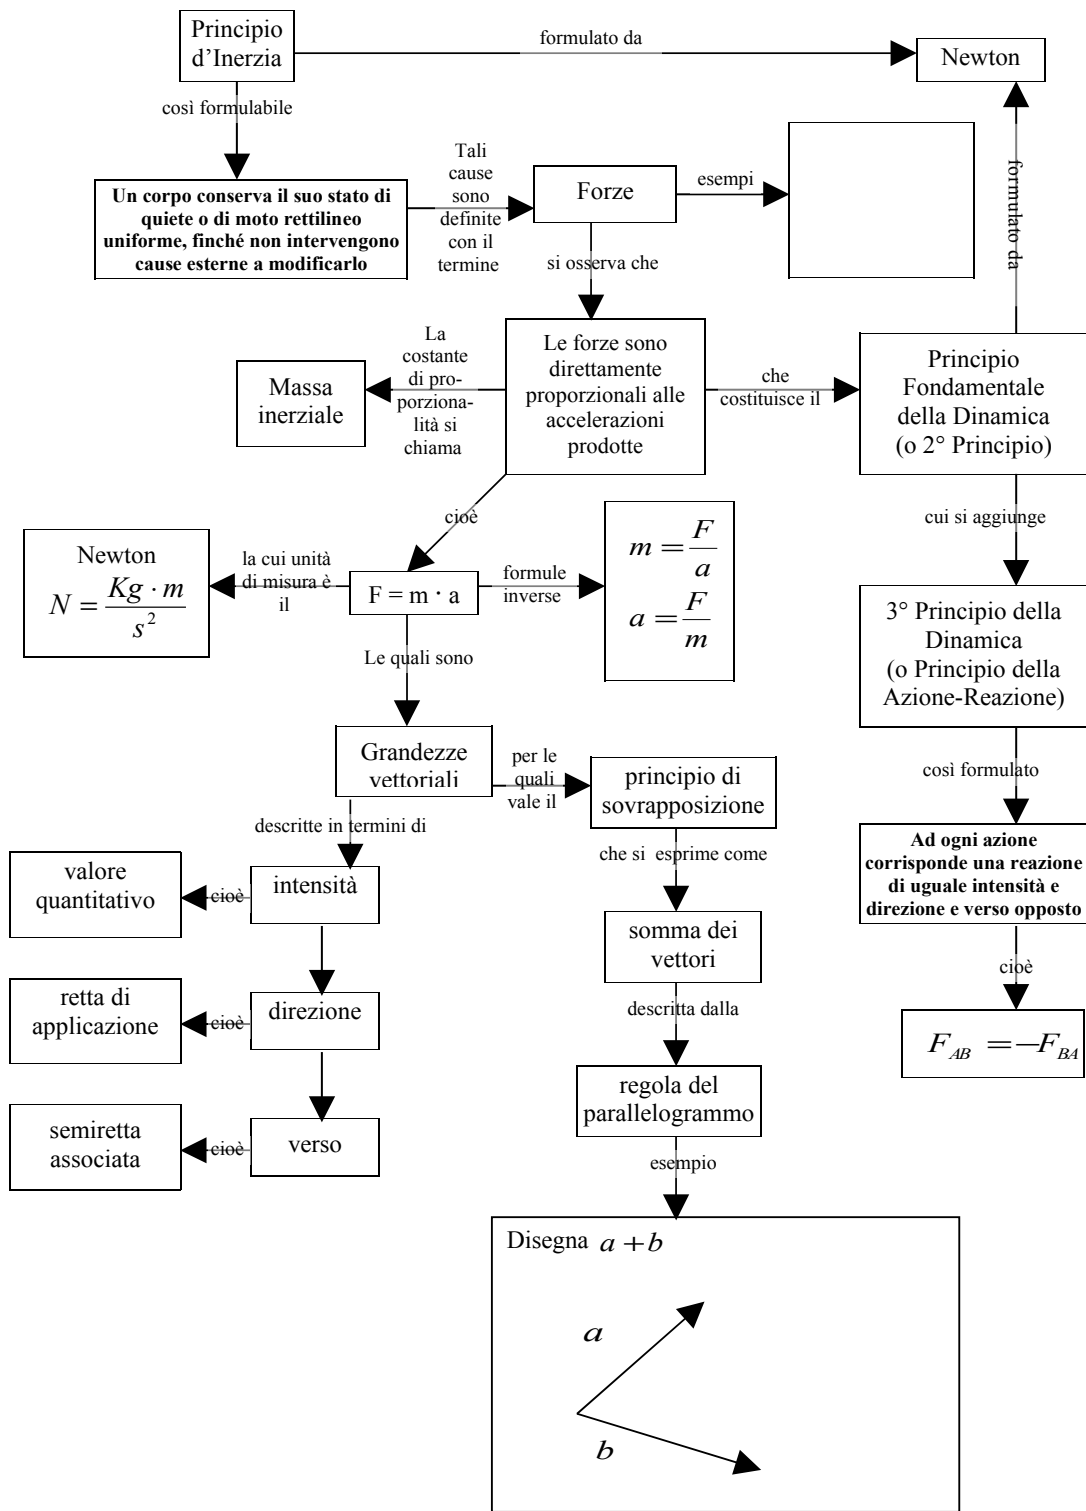 Principio
d’Inerzia
formulato da
Newton
così formulabile
Un corpo conserva il suo stato di
quiete o di moto rettilineo
uniforme, finché non intervengono
cause esterne a modificarlo
Tali
cause
sono
definite
con il
termine
Forze
esempi
formulato da
si osserva che
Le forze sono
direttamente
proporzionali alle
accelerazioni
prodotte
La
costante
di pro-
porziona-
lità si
chiama
Massa
inerziale
che
costituisce il
Principio
Fondamentale
della Dinamica
(o 2° Principio)
cioè
F = m · a
la cui unità
di misura è
il
Newton
N = Kg · m / s²
formule
inverse
m = F / a
a = F / m
cui si aggiunge
3° Principio della
Dinamica
(o Principio della
Azione-Reazione)
Le quali sono
Grandezze
vettoriali
per le
quali
vale il
principio di
sovrapposizione
così formulato
Ad ogni azione
corrisponde una reazione
di uguale intensità e
direzione e verso opposto
descritte in termini di
intensità
cioè
valore
quantitativo
che si esprime come
somma dei
vettori
cioè
F_AB = −F_BA
direzione
cioè
retta di
applicazione
descritta dalla
regola del
parallelogrammo
verso
cioè
semiretta
associata
esempio
Disegna a + b
a
b